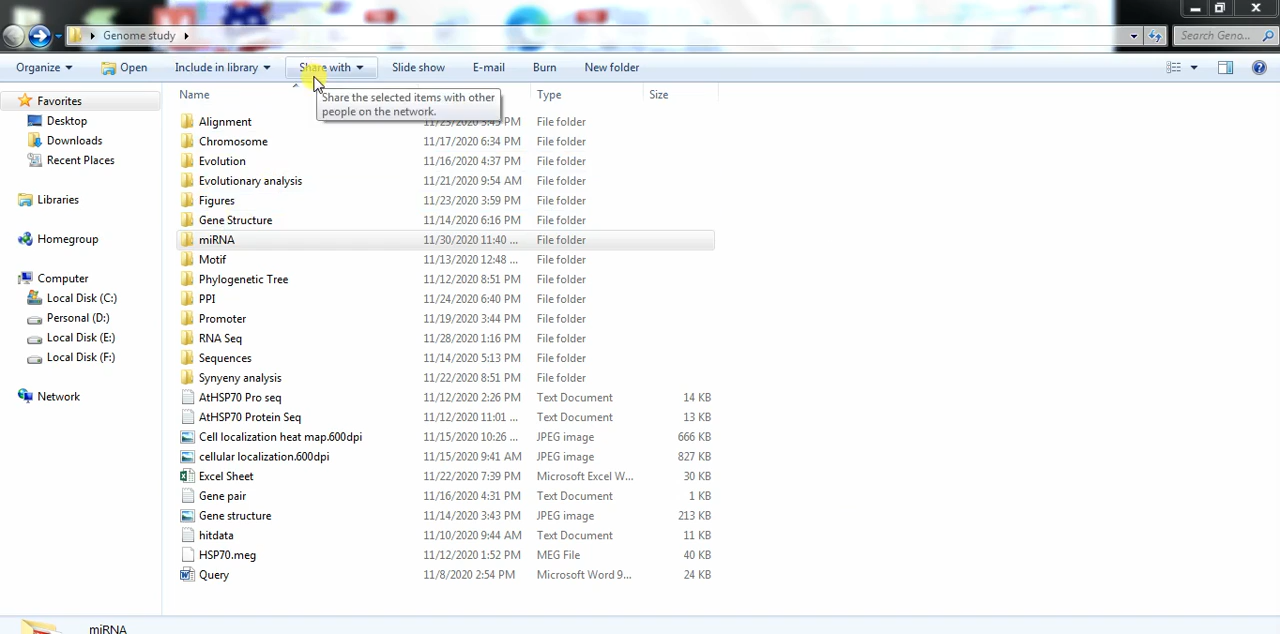 Genome study
Search Geno...
Organize Open Include in library Share with Slide show E-mail Burn New folder
Share the selected items with other
people on the network.
Name Type Size
Favorites
Desktop
Downloads
Recent Places
Libraries
Homegroup
Computer
Local Disk (C:)
Personal (D:)
Local Disk (E:)
Local Disk (F:)
Network
Alignment PM File folder
Chromosome 11/17/2020 6:34 PM File folder
Evolution 11/16/2020 4:37 PM File folder
Evolutionary analysis 11/21/2020 9:54 AM File folder
Figures 11/23/2020 3:59 PM File folder
Gene Structure 11/14/2020 6:16 PM File folder
miRNA 11/30/2020 11:40 ... File folder
Motif 11/13/2020 12:48 ... File folder
Phylogenetic Tree 11/12/2020 8:51 PM File folder
PPI 11/24/2020 6:40 PM File folder
Promoter 11/19/2020 3:44 PM File folder
RNA Seq 11/28/2020 1:16 PM File folder
Sequences 11/14/2020 5:13 PM File folder
Synyeny analysis 11/22/2020 8:51 PM File folder
AtHSP70 Pro seq 11/12/2020 2:26 PM Text Document 14 KB
AtHSP70 Protein Seq 11/12/2020 11:01 ... Text Document 13 KB
Cell localization heat map.600dpi 11/15/2020 10:26 ... JPEG image 666 KB
cellular localization.600dpi 11/15/2020 9:41 AM JPEG image 827 KB
Excel Sheet 11/22/2020 7:39 PM Microsoft Excel W... 30 KB
Gene pair 11/16/2020 4:31 PM Text Document 1 KB
Gene structure 11/14/2020 3:43 PM JPEG image 213 KB
hitdata 11/10/2020 9:44 AM Text Document 11 KB
HSP70.meg 11/12/2020 1:52 PM MEG File 40 KB
Query 11/8/2020 2:54 PM Microsoft Word 9... 24 KB
miRNA